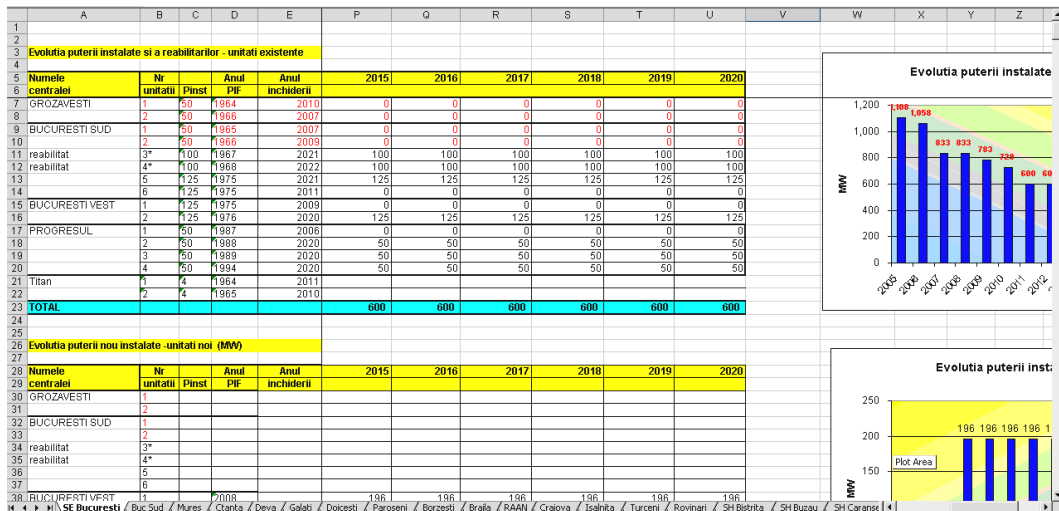 A B C D E P Q R S T U V W X Y Z
1
2
3 Evolutia puterii instalate si a reabilitarilor - unitati existente
4
5 Numele Nr Anul Anul 2015 2016 2017 2018 2019 2020
6 centralei unitatii Pinst PIF inchiderii
7 GROZAVESTI 1 50 1964 2010 0 0 0 0 0 0
8 2 50 1966 2007 0 0 0 0 0 0
9 BUCURESTI SUD 1 50 1965 2007 0 0 0 0 0 0
10 2 50 1966 2009 0 0 0 0 0 0
11 reabilitat 3* 100 1967 2021 100 100 100 100 100 100
12 reabilitat 4* 100 1968 2022 100 100 100 100 100 100
13 5 125 1975 2021 125 125 125 125 125 125
14 6 125 1975 2011 0 0 0 0 0 0
15 BUCURESTI VEST 1 125 1975 2009 0 0 0 0 0 0
16 2 125 1976 2020 125 125 125 125 125 125
17 PROGRESUL 1 50 1987 2006 0 0 0 0 0 0
18 2 50 1988 2020 50 50 50 50 50 50
19 3 50 1989 2020 50 50 50 50 50 50
20 4 50 1994 2020 50 50 50 50 50 50
21 Titan 1 4 1964 2011
22 2 4 1965 2010
23 TOTAL 600 600 600 600 600 600
24
25
26 Evolutia puterii nou instalate -unitati noi (MW)
27
28 Numele Nr Anul Anul 2015 2016 2017 2018 2019 2020
29 centralei unitatii Pinst PIF inchiderii
30 GROZAVESTI 1
31 2
32 BUCURESTI SUD 1
33 2
34 reabilitat 3*
35 reabilitat 4*
36 5
37 6
38 BUCURESTI VEST 1 2008 196 196 196 196 196 196
Evolutia puterii instalate
1,200
1,000
800
600
400
200
0
MW
1,108 1,058 833 833 783 728 600
2005 2006 2007 2008 2009 2010 2011 2012
Evolutia puterii insta
250
200
150
MW
196 196 196 196
Plot Area
SE Bucuresti Buc Sud Mures Ctanta Deva Galati Doicesti Paroseni Borzesti Braila RAAN Craiova Isalnita Turceni Rovinari SH Bistrita SH Buzau SH Caranse